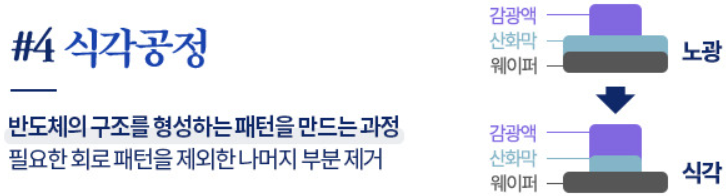 #4 식각공정
반도체의 구조를 형성하는 패턴을 만드는 과정
필요한 회로 패턴을 제외한 나머지 부분 제거
감광액
산화막
웨이퍼
노광
감광액
산화막
웨이퍼
식각